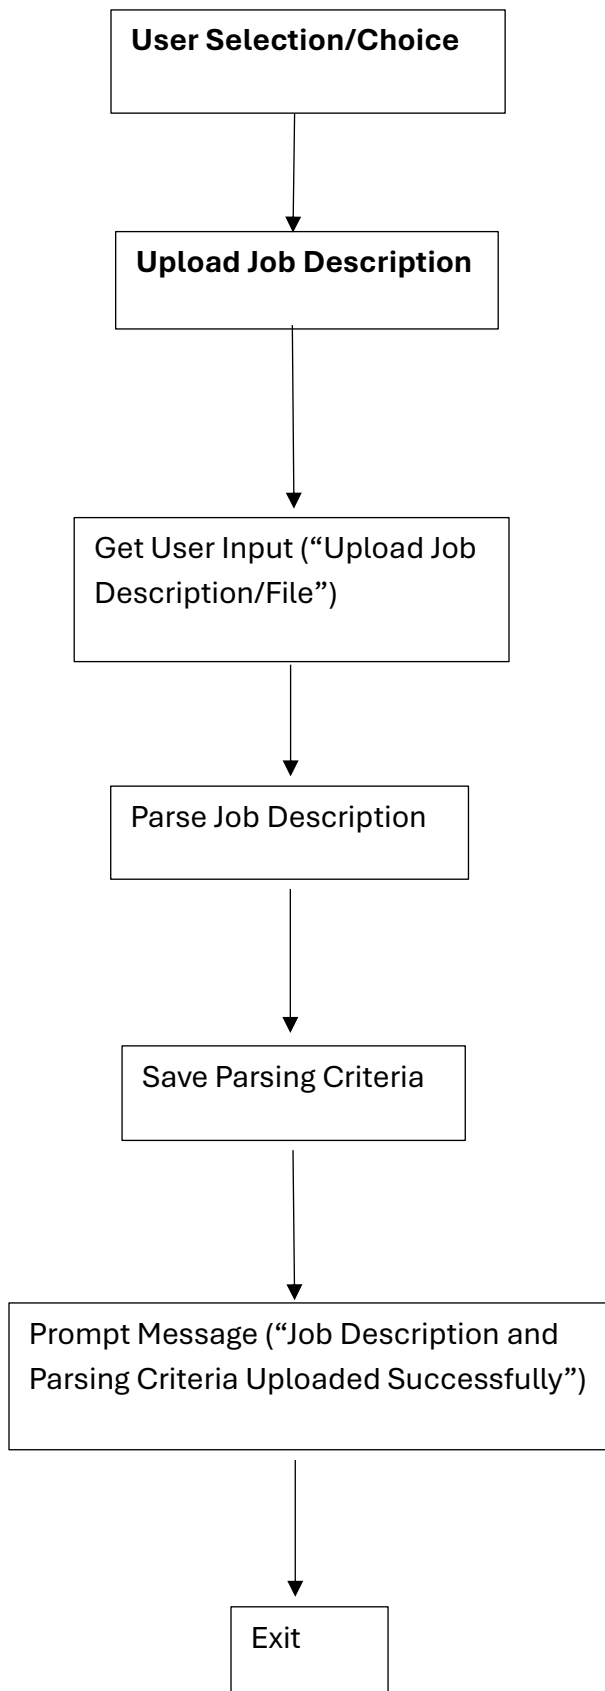 User Selection/Choice
Upload Job Description
Get User Input (“Upload Job
Description/File”)
Parse Job Description
Save Parsing Criteria
Prompt Message (“Job Description and
Parsing Criteria Uploaded Successfully”)
Exit